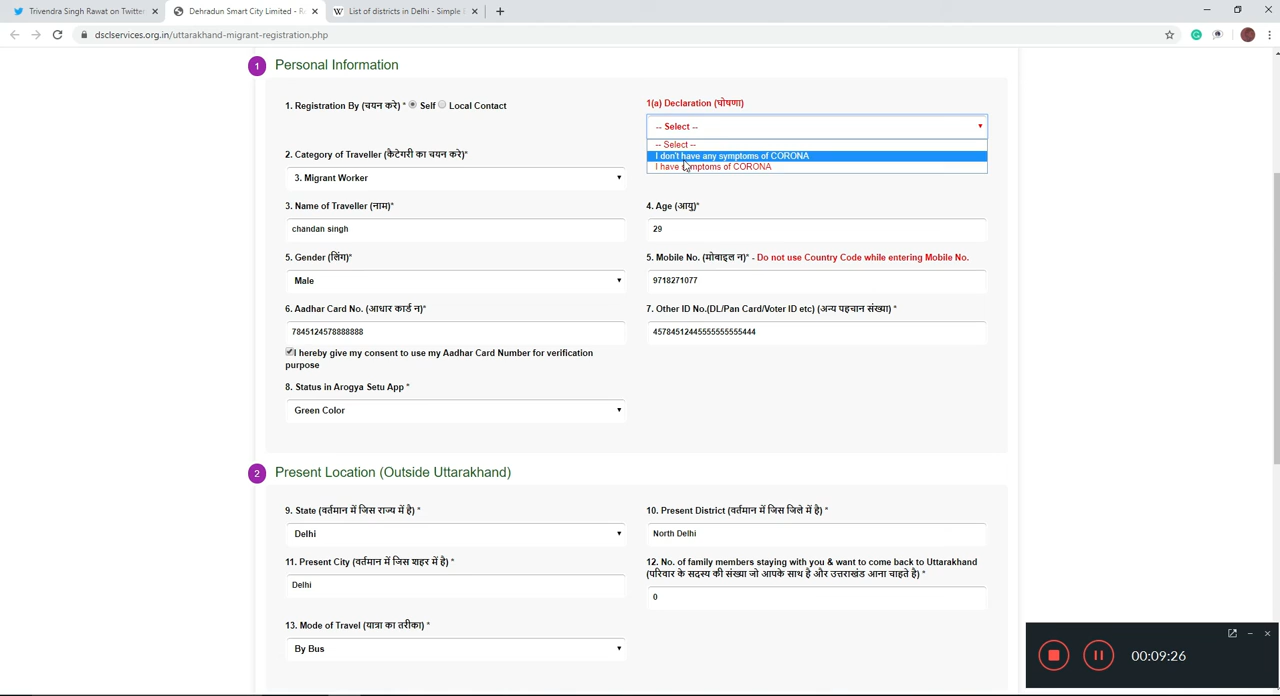 Trivendra Singh Rawat on Twitter
Dehradun Smart City Limited - R
List of districts in Delhi - Simple
dsclservices.org.in/uttarakhand-migrant-registration.php
1 Personal Information
1. Registration By (चयन करे) * Self Local Contact
1(a) Declaration (घोषणा)
-- Select --
-- Select --
I don't have any symptoms of CORONA
I have symptoms of CORONA
2. Category of Traveller (केटेगरी का चयन करे)*
3. Migrant Worker
3. Name of Traveller (नाम)*
chandan singh
4. Age (आयु)*
29
5. Gender (लिंग)*
Male
5. Mobile No. (मोबाइल न)* - Do not use Country Code while entering Mobile No.
9718271077
6. Aadhar Card No. (आधार कार्ड न)*
7845124578888888
7. Other ID No.(DL/Pan Card/Voter ID etc) (अन्य पहचान संख्या) *
45784512445555555555444
I hereby give my consent to use my Aadhar Card Number for verification
purpose
8. Status in Arogya Setu App *
Green Color
2 Present Location (Outside Uttarakhand)
9. State (वर्तमान में जिस राज्य में है) *
Delhi
10. Present District (वर्तमान में जिस जिले में है) *
North Delhi
11. Present City (वर्तमान में जिस शहर में है) *
Delhi
12. No. of family members staying with you & want to come back to Uttarakhand
(परिवार के सदस्य की संख्या जो आपके साथ है और उत्तराखंड आना चाहते है) *
0
13. Mode of Travel (यात्रा का तरीका) *
By Bus
00:09:26